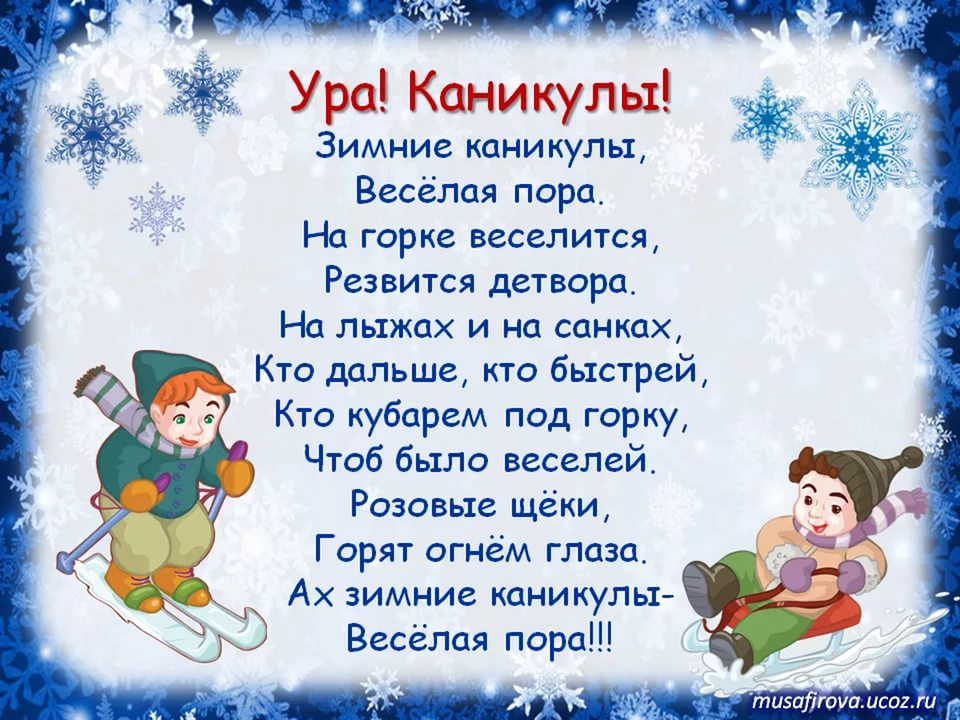 Ура! Каникулы!
Зимние каникулы,
Весёлая пора.
На горке веселится,
Резвится детвора.
На лыжах и на санках,
Кто дальше, кто быстрей,
Кто кубарем под горку,
Чтоб было веселей.
Розовые щёки,
Горят огнём глаза.
Ах зимние каникулы-
Весёлая пора!!!
musafirova.ucoz.ru